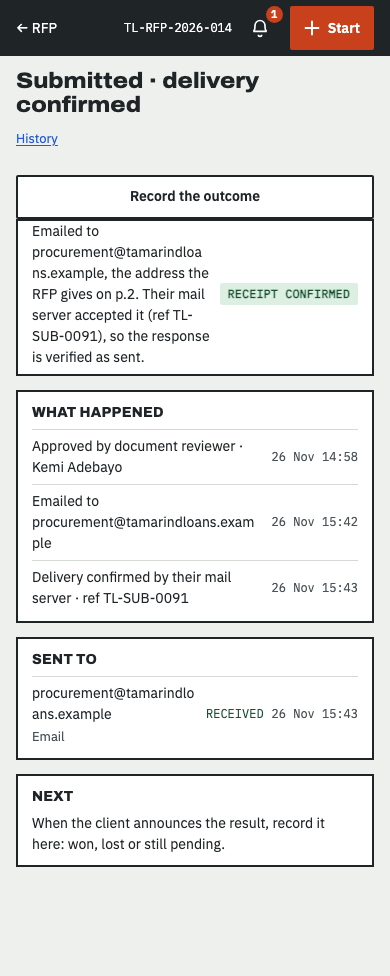 ← RFP
TL-RFP-2026-014
1
+ Start
Submitted · delivery
confirmed
History
Record the outcome
Emailed to
procurement@tamarindloa
ns.example, the address the
RFP gives on p.2. Their mail
server accepted it (ref TL-
SUB-0091), so the response
is verified as sent.
RECEIPT CONFIRMED
WHAT HAPPENED
Approved by document reviewer ·
Kemi Adebayo
26 Nov 14:58
Emailed to
procurement@tamarindloans.exam
ple
26 Nov 15:42
Delivery confirmed by their mail
server · ref TL-SUB-0091
26 Nov 15:43
SENT TO
procurement@tamarindlo
ans.example
Email
RECEIVED 26 Nov 15:43
NEXT
When the client announces the result, record it
here: won, lost or still pending.